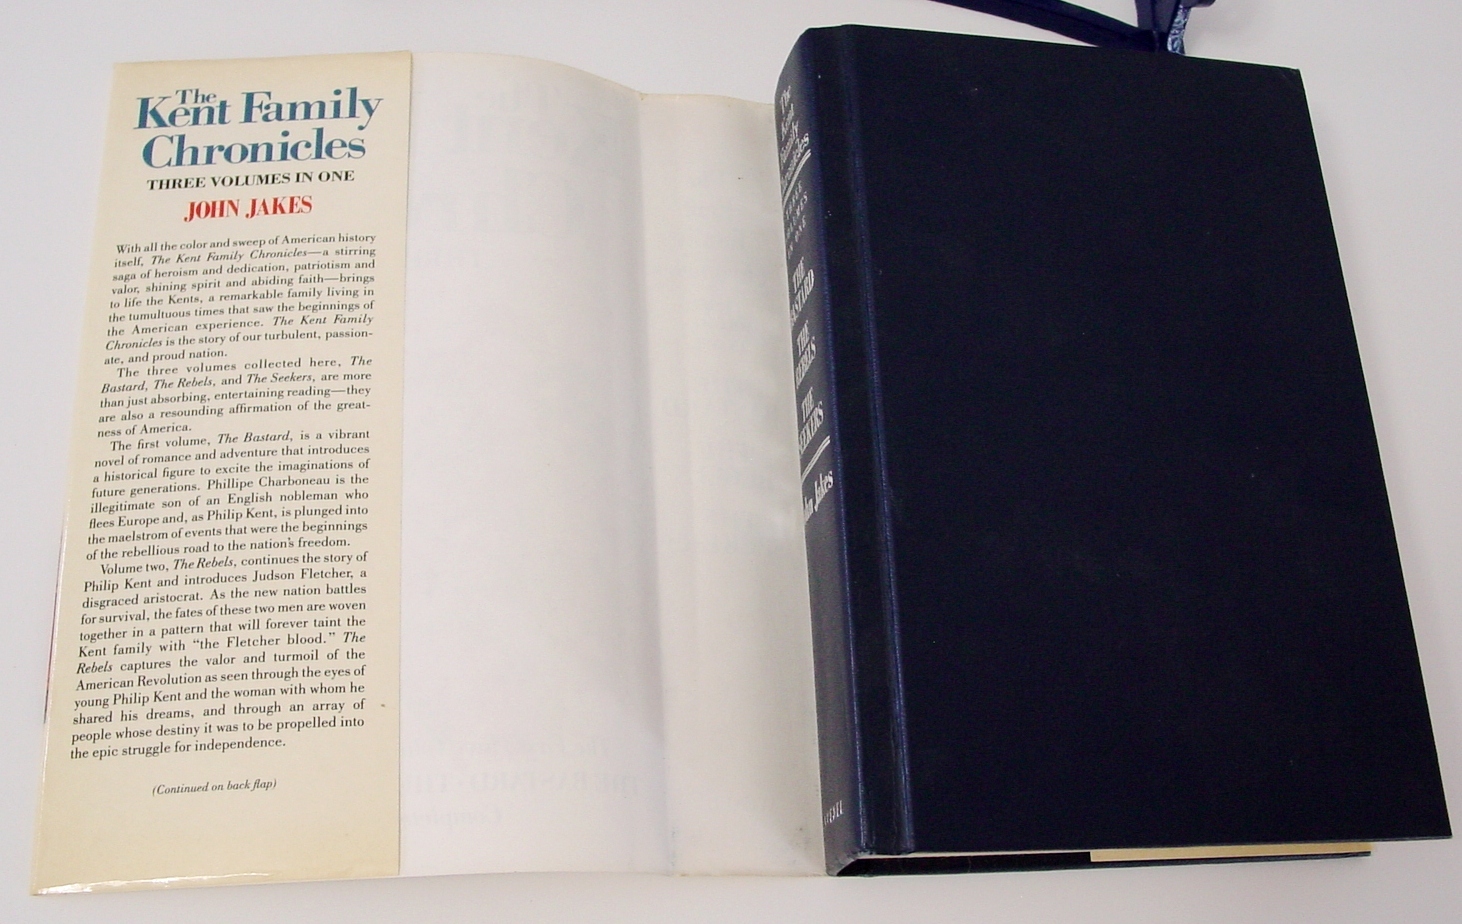 The
Kent Family
Chronicles
THREE VOLUMES IN ONE
JOHN JAKES
With all the color and sweep of American history
itself, The Kent Family Chronicles—a stirring
saga of heroism and dedication, patriotism and
valor, shining spirit and abiding faith—brings
to life the Kents, a remarkable family living in
the tumultuous times that saw the beginnings of
the American experience. The Kent Family
Chronicles is the story of our turbulent, passion-
ate, and proud nation.
The three volumes collected here, The
Bastard, The Rebels, and The Seekers, are more
than just absorbing, entertaining reading—they
are also a resounding affirmation of the great-
ness of America.
The first volume, The Bastard, is a vibrant
novel of romance and adventure that introduces
a historical figure to excite the imaginations of
future generations. Phillipe Charboneau is the
illegitimate son of an English nobleman who
flees Europe and, as Philip Kent, is plunged into
the maelstrom of events that were the beginnings
of the rebellious road to the nation's freedom.
Volume two, The Rebels, continues the story of
Philip Kent and introduces Judson Fletcher, a
disgraced aristocrat. As the new nation battles
for survival, the fates of these two men are woven
together in a pattern that will forever taint the
Kent family with “the Fletcher blood.” The
Rebels captures the valor and turmoil of the
American Revolution as seen through the eyes of
young Philip Kent and the woman with whom he
shared his dreams, and through an array of
people whose destiny it was to be propelled into
the epic struggle for independence.
(Continued on back flap)
The
Kent
Family
Chronicles
THREE
VOLUMES
IN ONE
THE
BASTARD
THE
REBELS
THE
SEEKERS
John Jakes